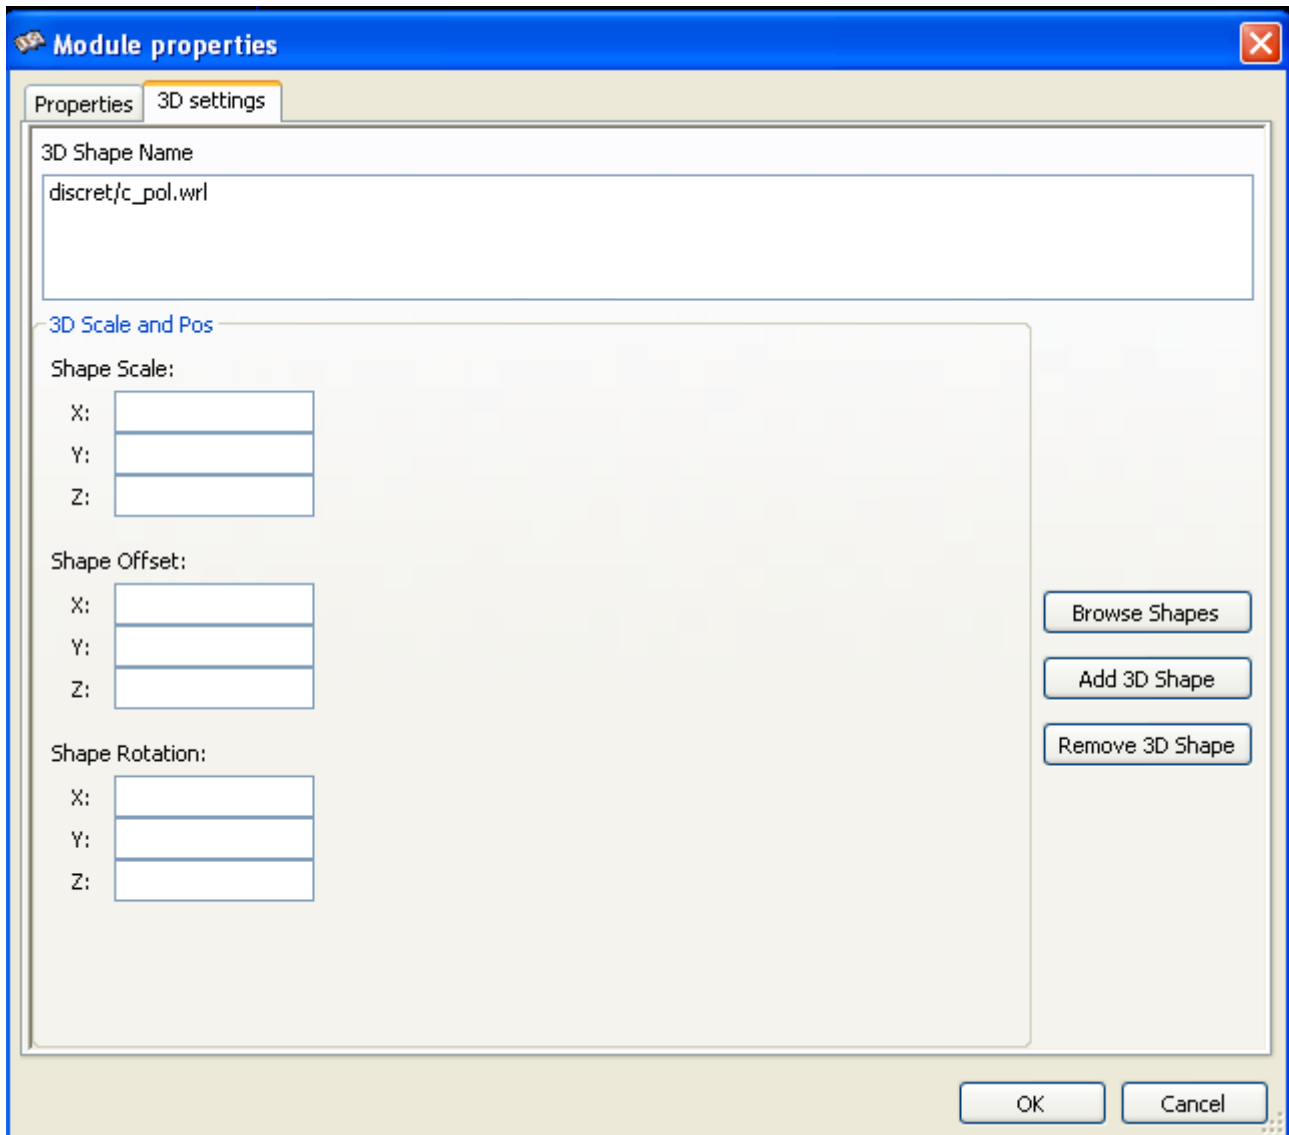 Module properties
Properties
3D settings
3D Shape Name
discret/c_pol.wrl
3D Scale and Pos
Shape Scale:
X:
Y:
Z:
Shape Offset:
X:
Y:
Z:
Browse Shapes
Add 3D Shape
Remove 3D Shape
Shape Rotation:
X:
Y:
Z:
OK
Cancel